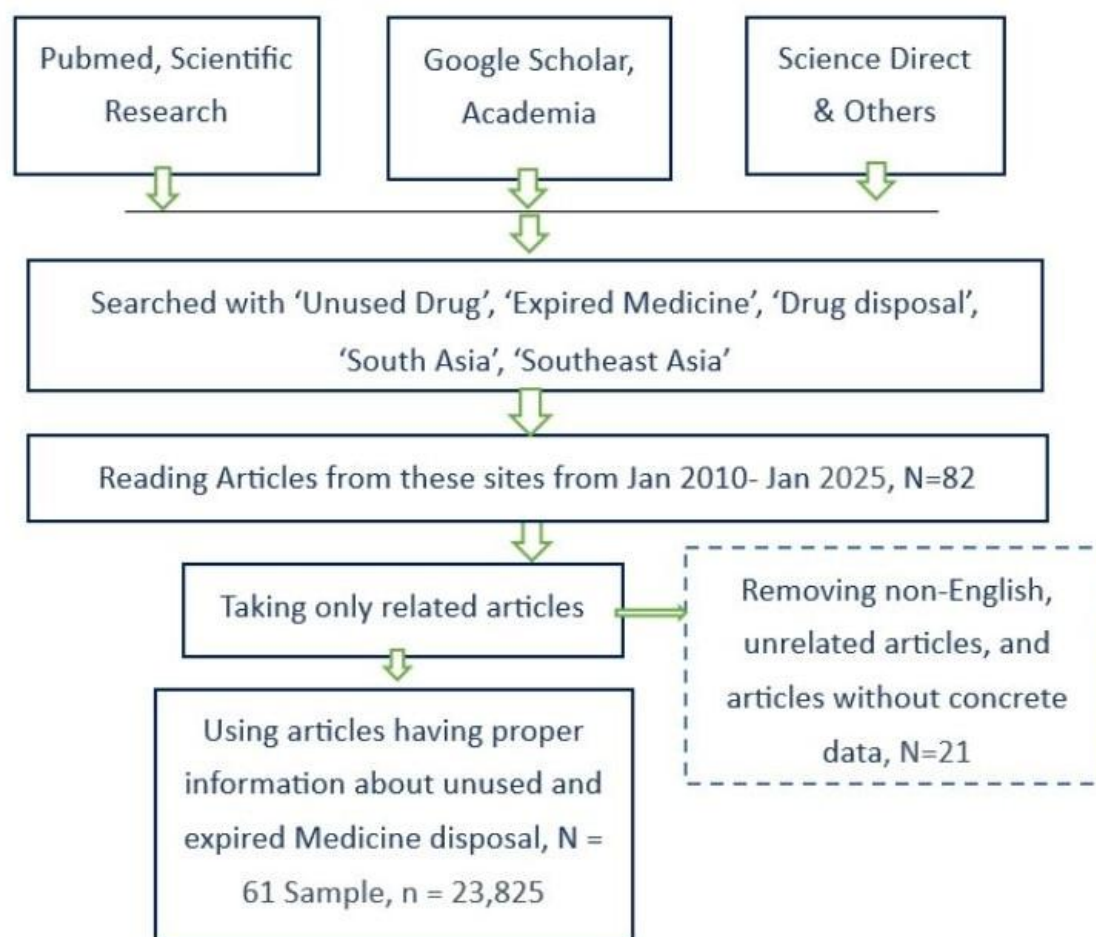 Pubmed, Scientific
Research
Google Scholar,
Academia
Science Direct
& Others
Searched with ‘Unused Drug’, ‘Expired Medicine’, ‘Drug disposal’,
‘South Asia’, ‘Southeast Asia’
Reading Articles from these sites from Jan 2010- Jan 2025, N=82
Taking only related articles
Removing non-English,
unrelated articles, and
articles without concrete
data, N=21
Using articles having proper
information about unused and
expired Medicine disposal, N =
61 Sample, n = 23,825